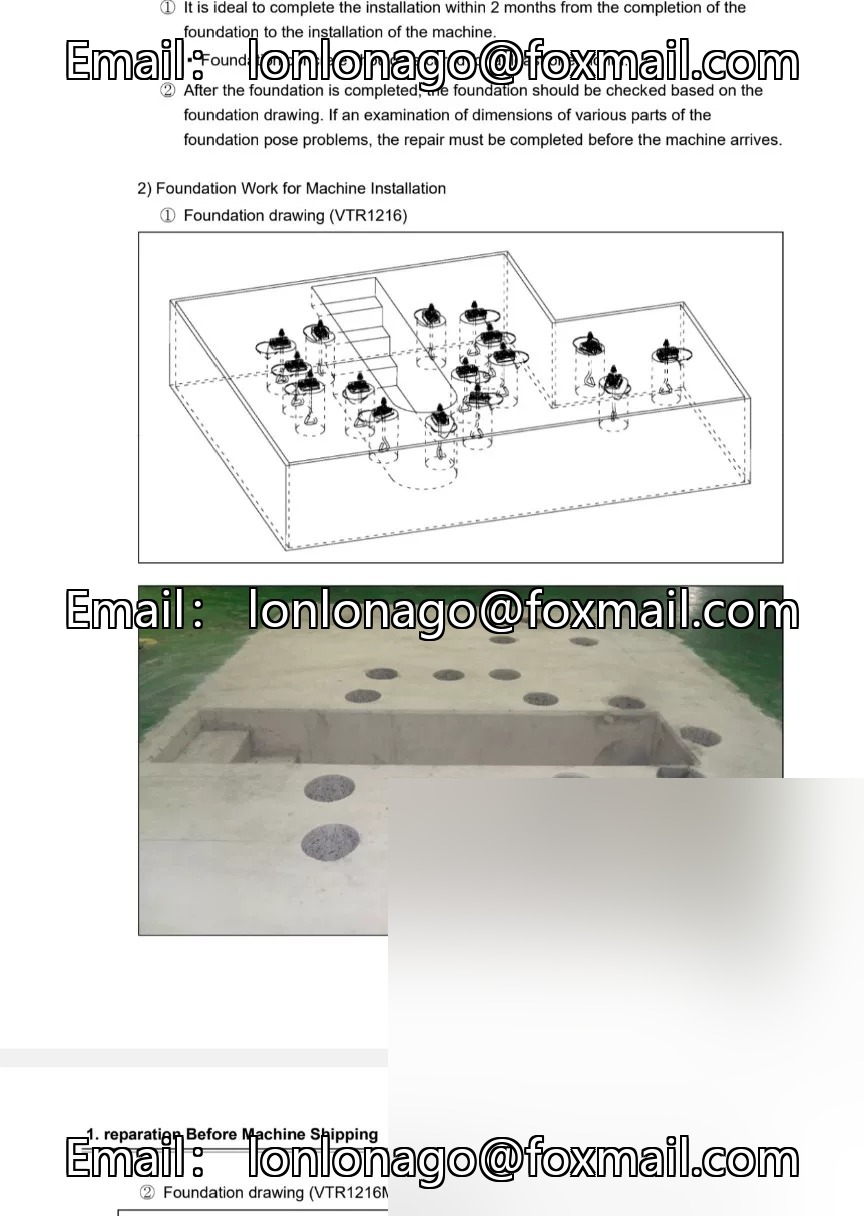 ① It is ideal to complete the installation within 2 months from the completion of the
foundation to the installation of the machine.
Email： lonlonago@foxmail.com
② After the foundation is completed, the foundation should be checked based on the
foundation drawing. If an examination of dimensions of various parts of the
foundation pose problems, the repair must be completed before the machine arrives.
2) Foundation Work for Machine Installation
① Foundation drawing (VTR1216)
Email： lonlonago@foxmail.com
1. reparation Before Machine Shipping
Email： lonlonago@foxmail.com
② Foundation drawing (VTR1216M